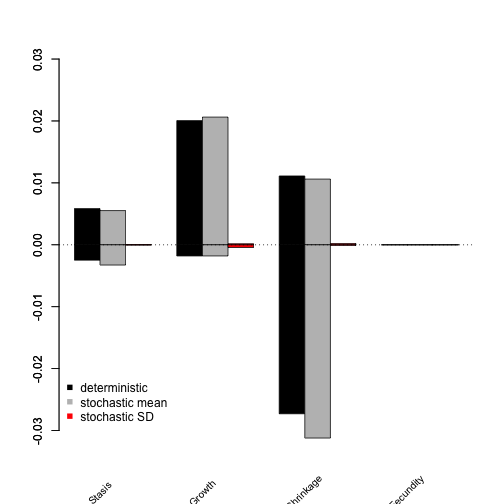 0.03
0.02
0.01
0.00
-0.01
-0.02
-0.03
deterministic
stochastic mean
stochastic SD
Stasis
Growth
Shrinkage
Fecundity